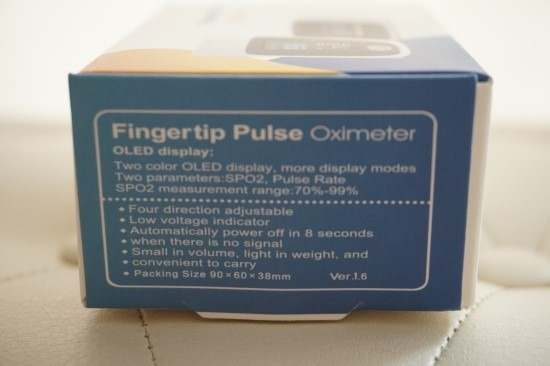 Fingertip Pulse Oximeter
OLED display:
Two color OLED display, more display modes
Two parameters:SPO2, Pulse Rate
SPO2 measurement range:70%-99%
• Four direction adjustable
• Low voltage indicator
• Automatically power off in 8 seconds
• when there is no signal
• Small in volume, light in weight, and
• convenient to carry
• Packing Size 90×60×38mm Ver.1.6